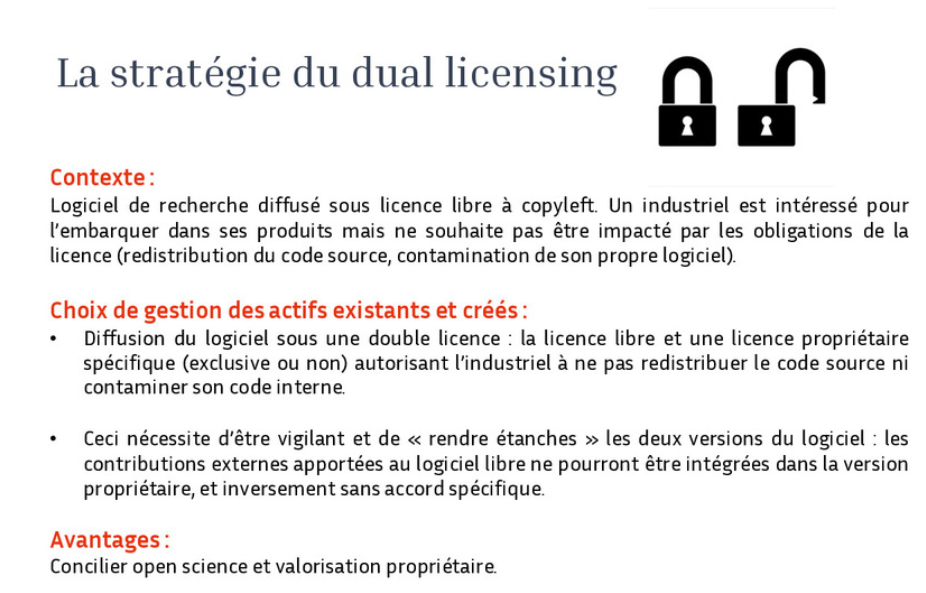 La stratégie du dual licensing
Contexte :
Logiciel de recherche diffusé sous licence libre à copyleft. Un industriel est intéressé pour
l'embarquer dans ses produits mais ne souhaite pas être impacté par les obligations de la
licence (redistribution du code source, contamination de son propre logiciel).
Choix de gestion des actifs existants et créés :
• Diffusion du logiciel sous une double licence : la licence libre et une licence propriétaire
spécifique (exclusive ou non) autorisant l'industriel à ne pas redistribuer le code source ni
contaminer son code interne.
• Ceci nécessite d'être vigilant et de « rendre étanches » les deux versions du logiciel : les
contributions externes apportées au logiciel libre ne pourront être intégrées dans la version
propriétaire, et inversement sans accord spécifique.
Avantages :
Concilier open science et valorisation propriétaire.